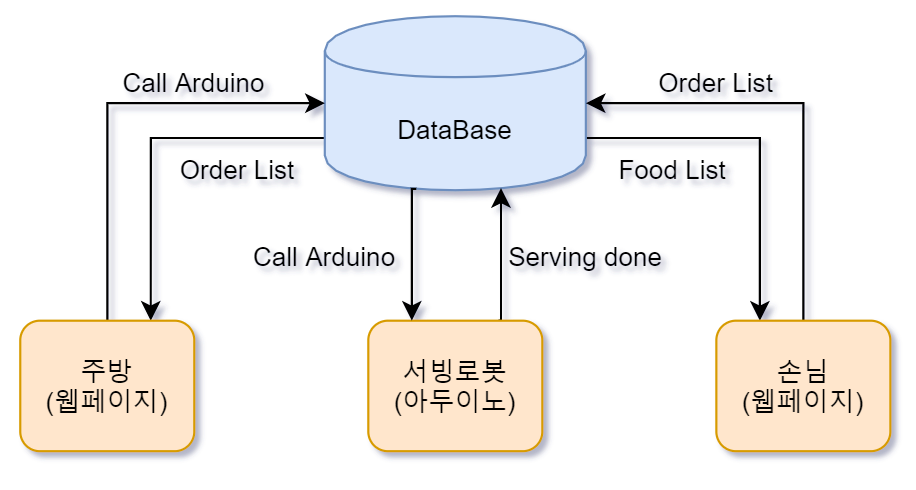 Call Arduino
Order List
DataBase
Order List
Food List
Call Arduino
Serving done
주방
(웹페이지)
서빙로봇
(아두이노)
손님
(웹페이지)